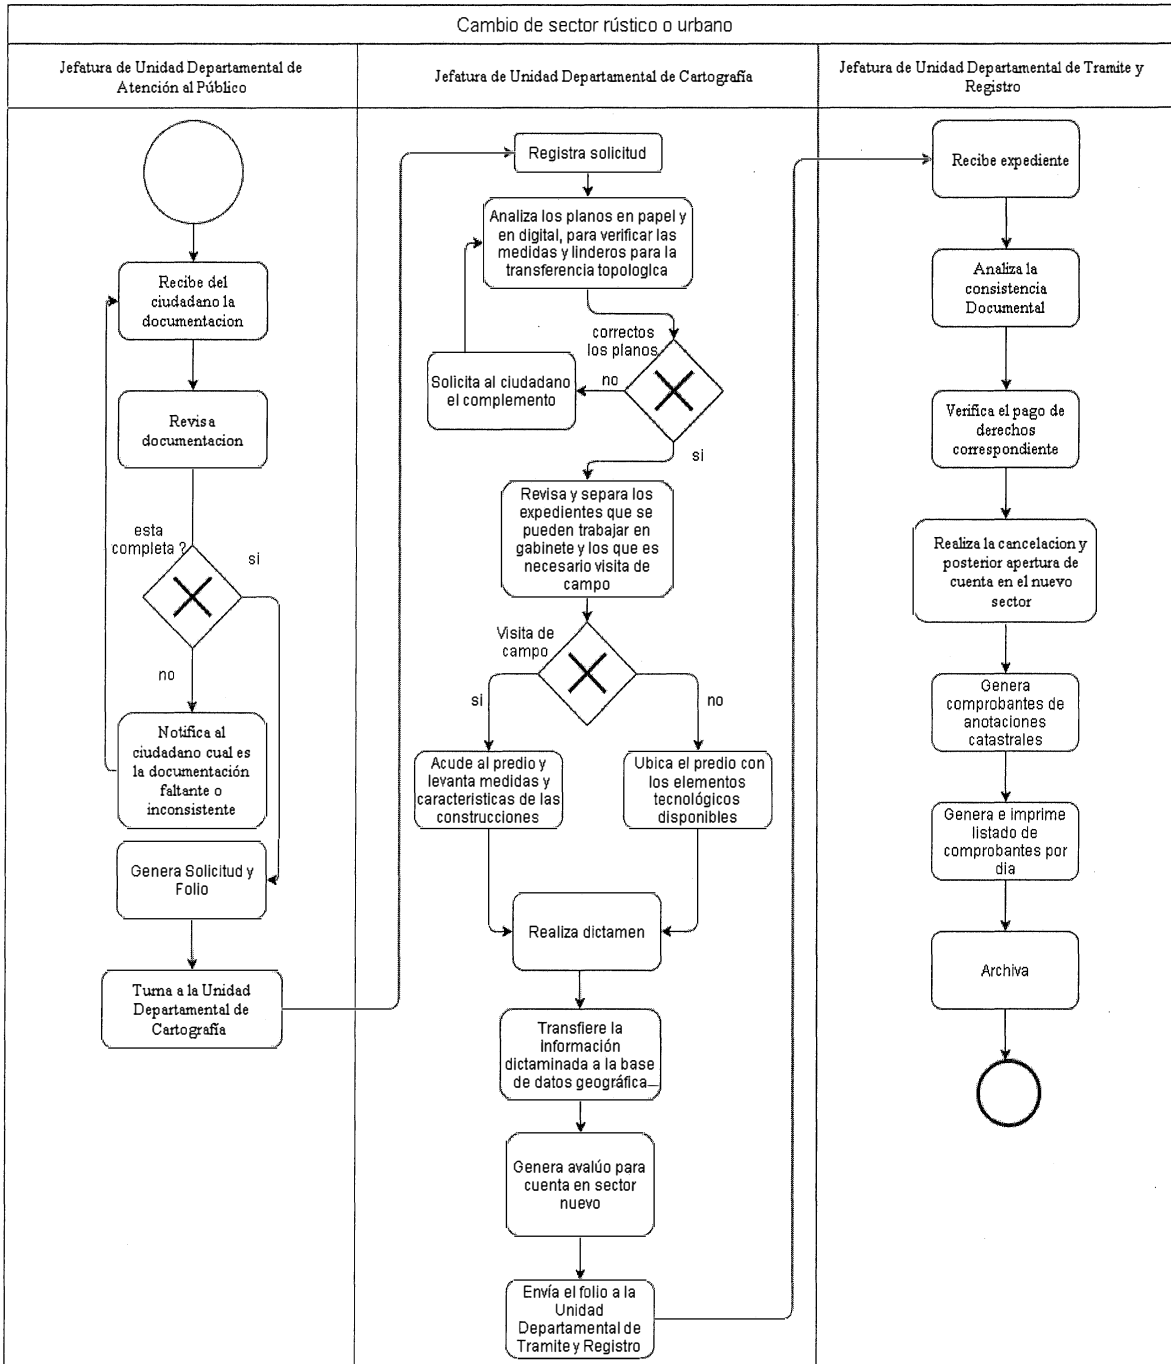 Cambio de sector rústico o urbano
Jefatura de Unidad Departamental de
Atención al Público
Jefatura de Unidad Departamental de Cartografía
Jefatura de Unidad Departamental de Tramite y
Registro
Recibe del
ciudadano la
documentacion
Revisa
documentacion
esta
completa ?
si
no
Notifica al
ciudadano cual es
la documentación
faltante o
inconsistente
Genera Solicitud y
Folio
Turna a la Unidad
Departamental de
Cartografía
Registra solicitud
Analiza los planos en papel y
en digital, para verificar las
medidas y linderos para la
transferencia topologica
correctos
los planos
no
Solicita al ciudadano
el complemento
si
Revisa y separa los
expedientes que se
pueden trabajar en
gabinete y los que es
necesario visita de
campo
Visita de
campo
si
no
Acude al predio y
levanta medidas y
caracteristicas de las
construcciones
Ubica el predio con
los elementos
tecnológicos
disponibles
Realiza dictamen
Transfiere la
información
dictaminada a la base
de datos geográfica
Genera avalúo para
cuenta en sector
nuevo
Envía el folio a la
Unidad
Departamental de
Tramite y Registro
Recibe expediente
Analiza la
consistencia
Documental
Verifica el pago de
derechos
correspondiente
Realiza la cancelacion y
posterior apertura de
cuenta en el nuevo
sector
Genera
comprobantes de
anotaciones
catastrales
Genera e imprime
listado de
comprobantes por
dia
Archiva